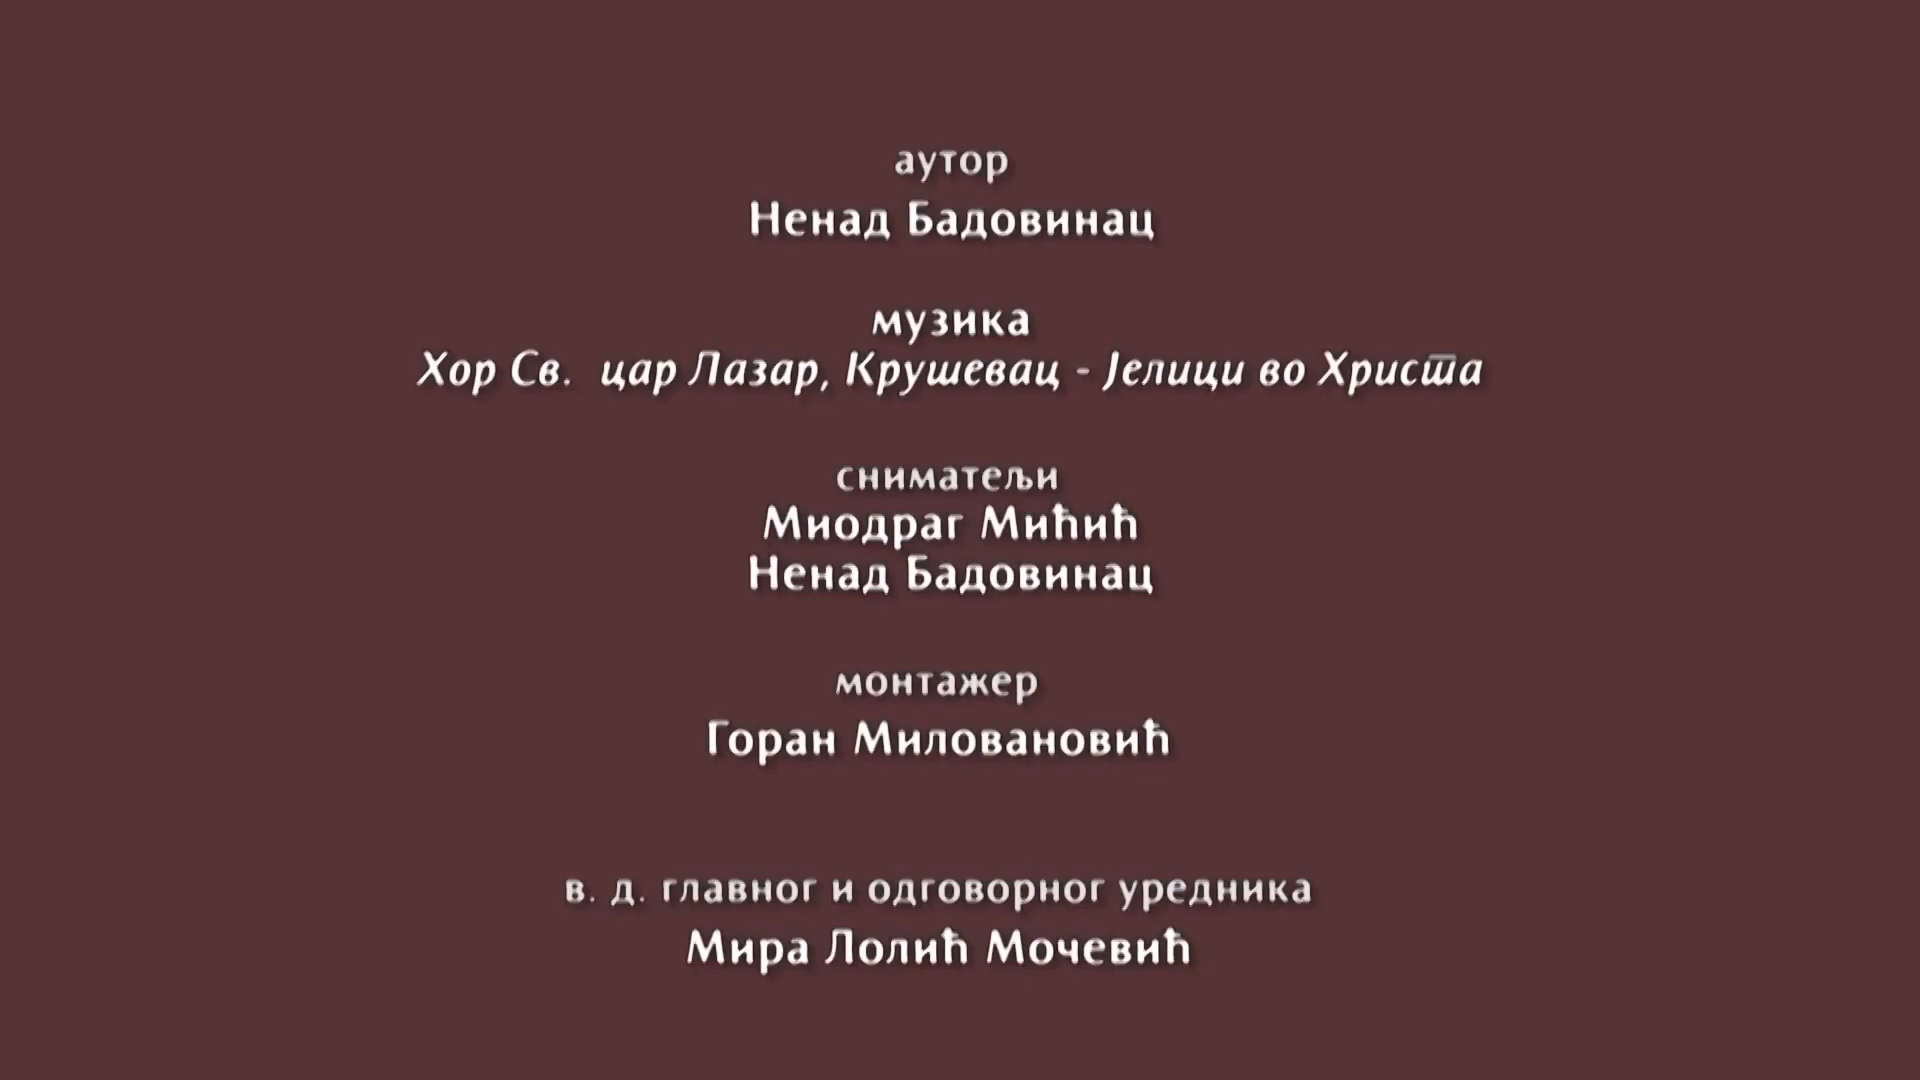 аутор
Ненад Бадовинац
музика
Хор Св. цар Лазар, Крушевац - Јелици во Христа
сниматељи
Миодраг Мићић
Ненад Бадовинац
монтажер
Горан Миловановић
в. д. главног и одговорног уредника
Мира Лолић Мочевић